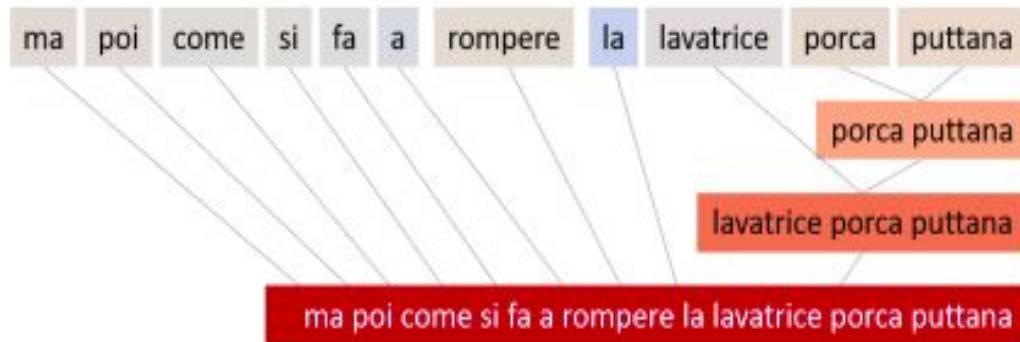 ma poi come si fa a rompere la lavatrice porca puttana
porca puttana
lavatrice porca puttana
ma poi come si fa a rompere la lavatrice porca puttana